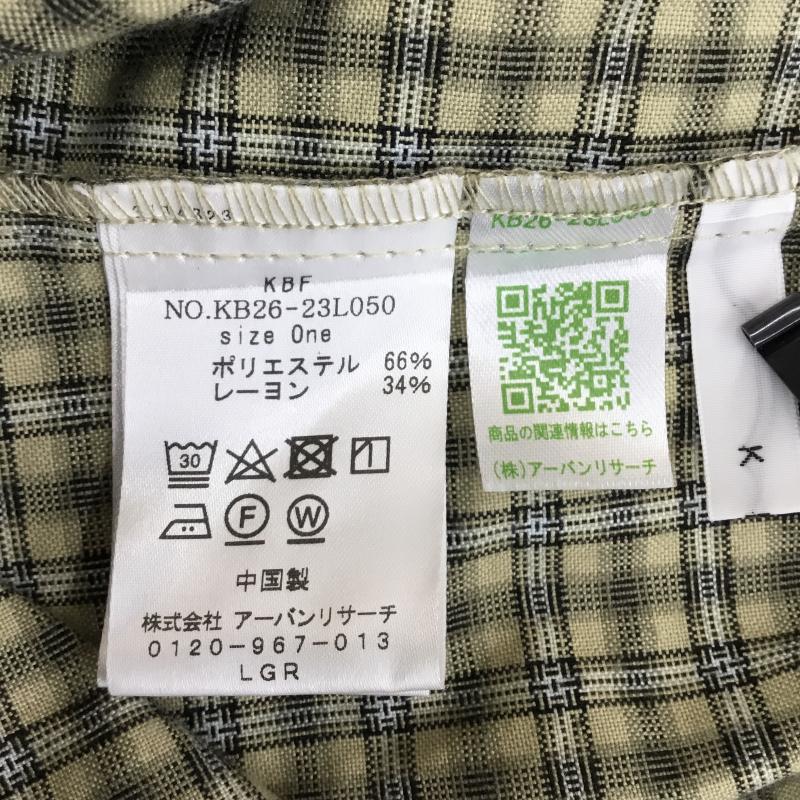 KBF
NO.KB26-23L050
size One
ポリエステル 66%
レーヨン 34%
30
F W
中国製
株式会社 アーバンリサーチ
0120-967-013
LGR
商品の関連情報はこちら
(株)アーバンリサーチ
K